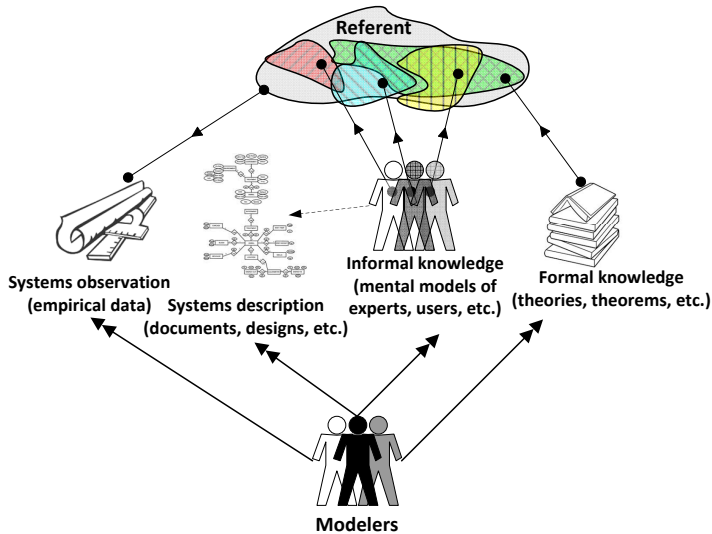 Referent
Systems observation
(empirical data)
Systems description
(documents, designs, etc.)
Informal knowledge
(mental models of
experts, users, etc.)
Formal knowledge
(theories, theorems, etc.)
Modelers